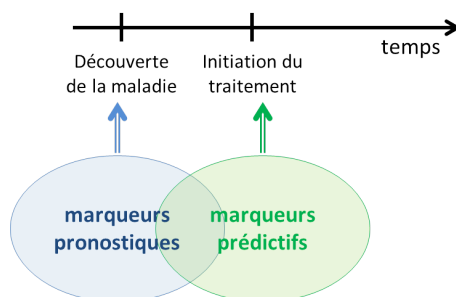 temps
Découverte
de la maladie
Initiation du
traitement
marqueurs
pronostiques
marqueurs
prédictifs